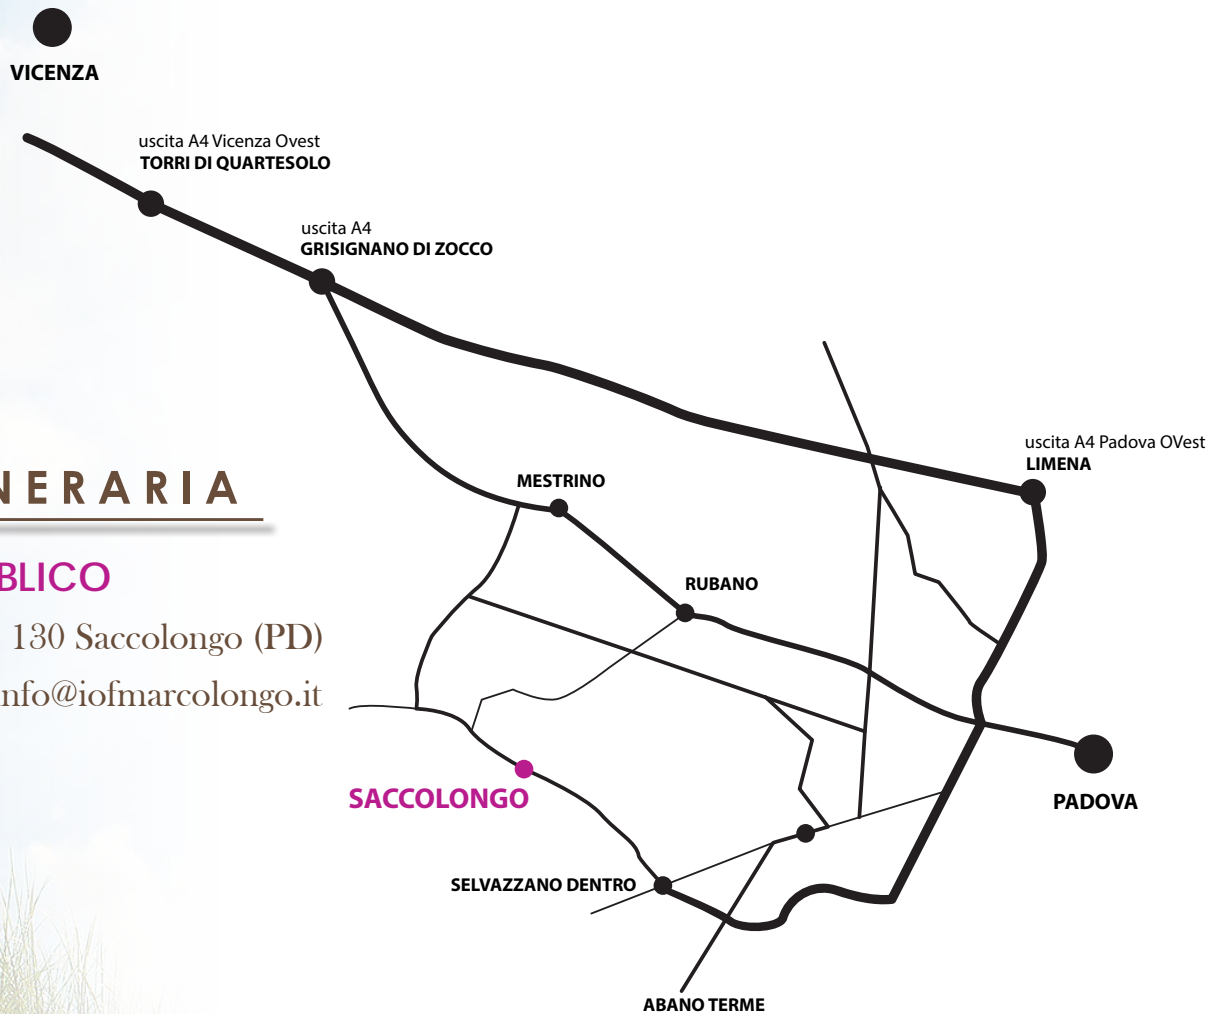 VICENZA
uscita A4 Vicenza Ovest
TORRI DI QUARTESOLO
uscita A4
GRISIGNANO DI ZOCCO
uscita A4 Padova OVest
LIMENA
MESTRINO
RUBANO
NERARIA
BLICO
130 Saccolongo (PD)
nfo@iofmarcolongo.it
SACCOLONGO
PADOVA
SELVAZZANO DENTRO
ABANO TERME